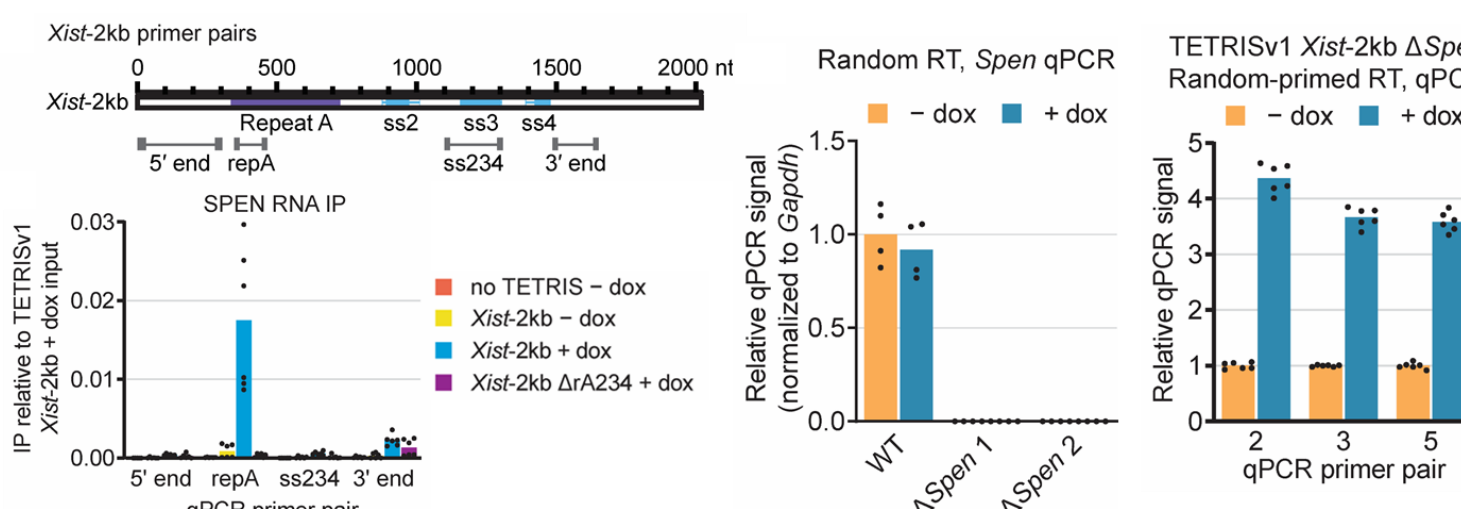 Xist-2kb primer pairs
0 500 1000 1500 2000 nt
Xist-2kb
Repeat A ss2 ss3 ss4
5′ end repA ss234 3′ end
SPEN RNA IP
IP relative to TETRISv1
Xist-2kb + dox input
0.03
0.02
0.01
0.00
5' end repA ss234 3' end
qPCR primer pair
no TETRIS − dox
Xist-2kb − dox
Xist-2kb + dox
Xist-2kb ΔrA234 + dox
Random RT, Spen qPCR
− dox + dox
Relative qPCR signal
(normalized to Gapdh)
1.5
1.0
0.5
0.0
WT
ΔSpen 1
ΔSpen 2
TETRISv1 Xist-2kb ΔSpe
Random-primed RT, qPC
− dox + dox
Relative qPCR signal
5
4
3
2
1
0
2 3 5
qPCR primer pair